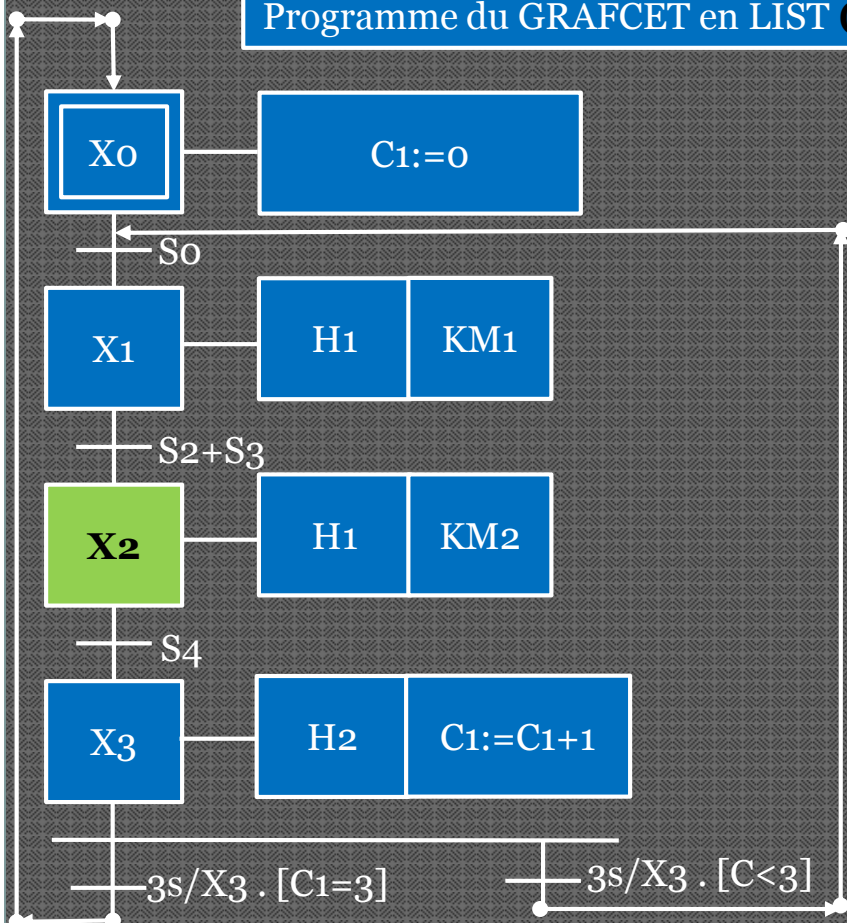 Programme du GRAFCET en LIST
X0
C1:=0
S0
X1
H1
KM1
S2+S3
X2
H1
KM2
S4
X3
H2
C1:=C1+1
3s/X3 . [C1=3]
3s/X3 . [C<3]